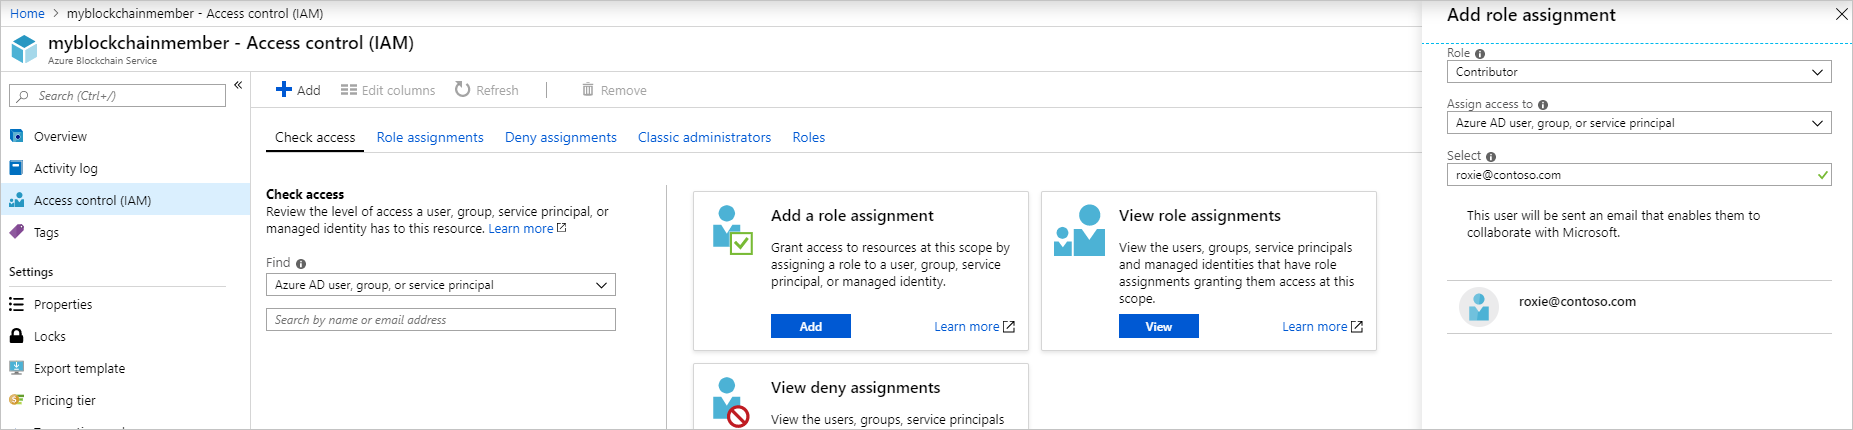 Home > myblockchainmember - Access control (IAM)
myblockchainmember - Access control (IAM)
Azure Blockchain Service
Search (Ctrl+/)
«
Overview
Activity log
Access control (IAM)
Tags
Settings
Properties
Locks
Export template
Pricing tier
Add
Edit columns
Refresh
Remove
Check access
Role assignments
Deny assignments
Classic administrators
Roles
Check access
Review the level of access a user, group, service principal, or
managed identity has to this resource. Learn more
Find
Azure AD user, group, or service principal
Search by name or email address
Add a role assignment
Grant access to resources at this scope by
assigning a role to a user, group, service
principal, or managed identity.
Add
Learn more
View role assignments
View the users, groups, service principals
and managed identities that have role
assignments granting them access at this
scope.
View
Learn more
View deny assignments
View the users, groups, service principals
Add role assignment
Role
Contributor
Assign access to
Azure AD user, group, or service principal
Select
roxie@contoso.com
This user will be sent an email that enables them to
collaborate with Microsoft.
roxie@contoso.com